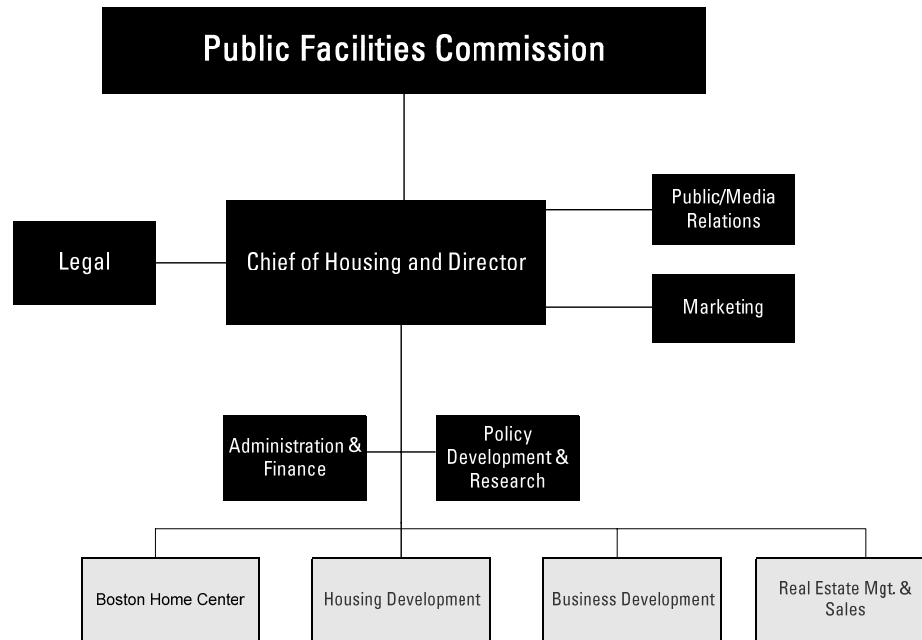 Public Facilities Commission
Public/Media
Relations
Legal
Chief of Housing and Director
Marketing
Administration &
Finance
Policy
Development &
Research
Boston Home Center
Housing Development
Business Development
Real Estate Mgt. &
Sales